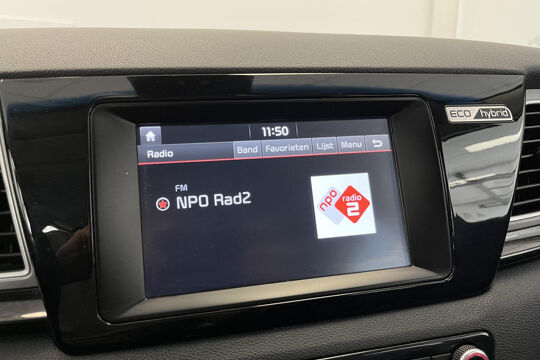 11:50
ECO hybrid
Radio Band Favorieten Lijst Menu
FM
NPO Rad2
npo
radio
2